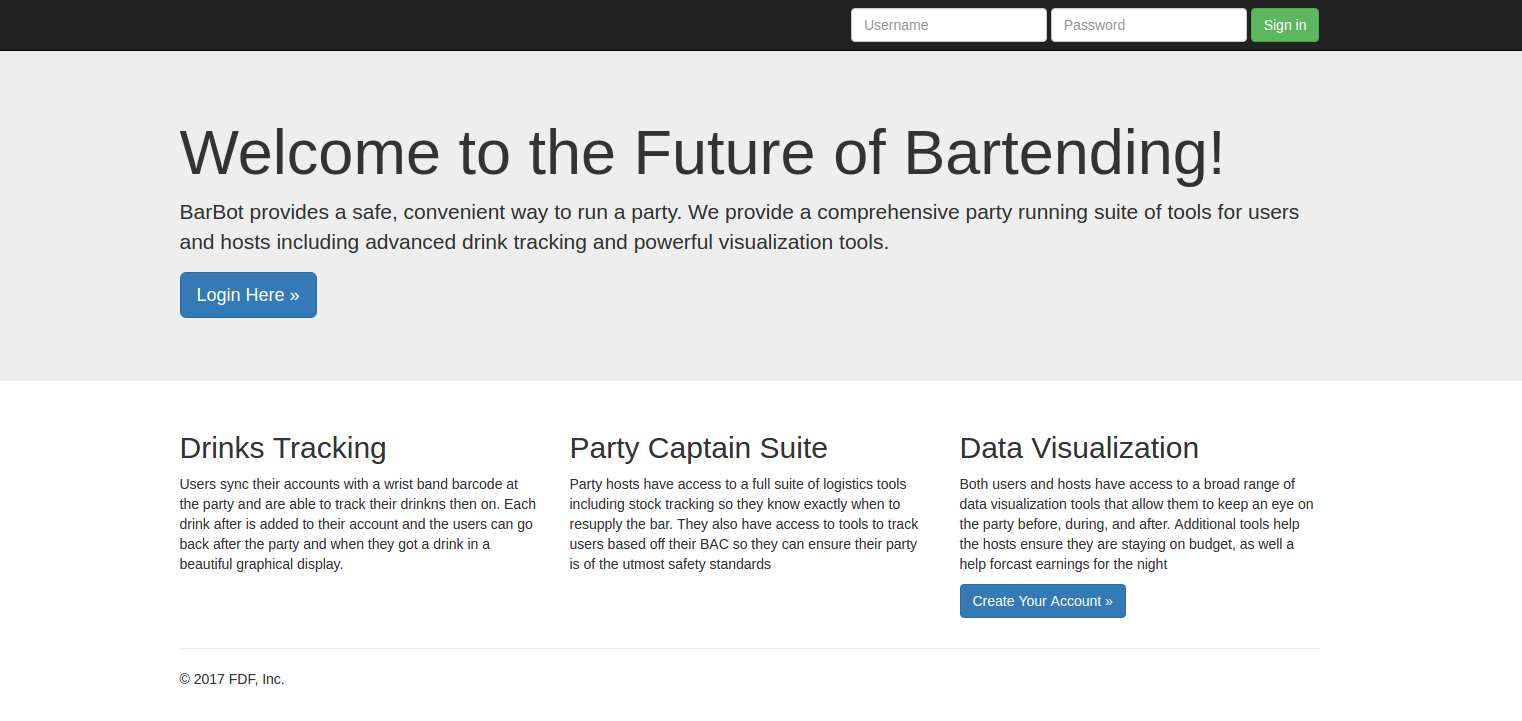 Username Password Sign in
Welcome to the Future of Bartending!
BarBot provides a safe, convenient way to run a party. We provide a comprehensive party running suite of tools for users
and hosts including advanced drink tracking and powerful visualization tools.
Login Here »
Drinks Tracking
Users sync their accounts with a wrist band barcode at
the party and are able to track their drinkns then on. Each
drink after is added to their account and the users can go
back after the party and when they got a drink in a
beautiful graphical display.
Party Captain Suite
Party hosts have access to a full suite of logistics tools
including stock tracking so they know exactly when to
resupply the bar. They also have access to tools to track
users based off their BAC so they can ensure their party
is of the utmost safety standards
Data Visualization
Both users and hosts have access to a broad range of
data visualization tools that allow them to keep an eye on
the party before, during, and after. Additional tools help
the hosts ensure they are staying on budget, as well a
help forcast earnings for the night
Create Your Account »
© 2017 FDF, Inc.